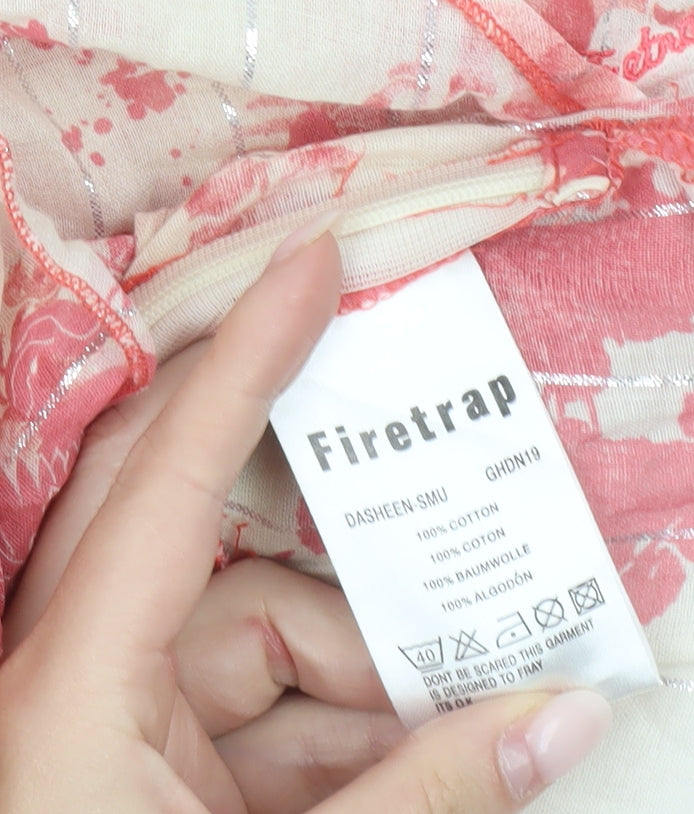 Firetrap
GHDN19
DASHEEN-SMU
100% COTTON
100% COTON
100% BAUMWOLLE
100% ALGODÓN
40
DONT BE SCARED THIS GARMENT
IS DESIGNED TO FRAY
ITS O.K